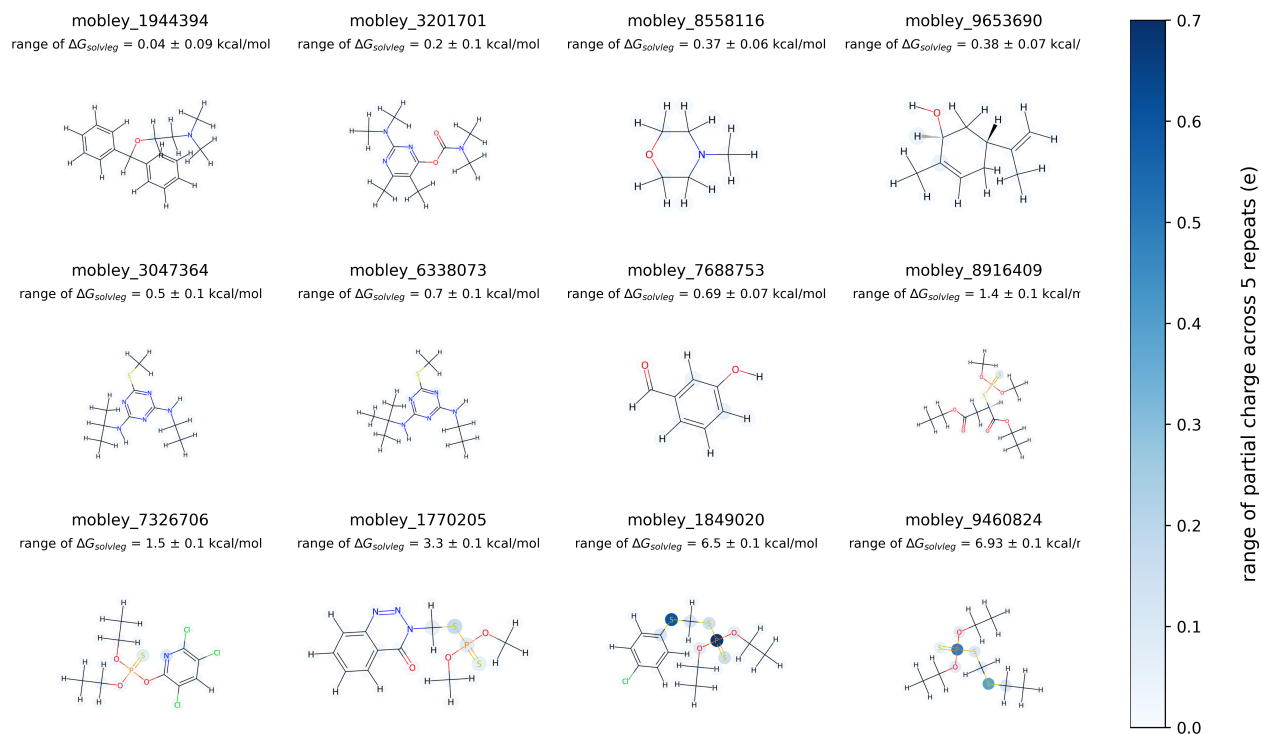 mobley_1944394
range of ΔG_solvleg = 0.04 ± 0.09 kcal/mol
mobley_3201701
range of ΔG_solvleg = 0.2 ± 0.1 kcal/mol
mobley_8558116
range of ΔG_solvleg = 0.37 ± 0.06 kcal/mol
mobley_9653690
range of ΔG_solvleg = 0.38 ± 0.07 kcal/
mobley_3047364
range of ΔG_solvleg = 0.5 ± 0.1 kcal/mol
mobley_6338073
range of ΔG_solvleg = 0.7 ± 0.1 kcal/mol
mobley_7688753
range of ΔG_solvleg = 0.69 ± 0.07 kcal/mol
mobley_8916409
range of ΔG_solvleg = 1.4 ± 0.1 kcal/m
mobley_7326706
range of ΔG_solvleg = 1.5 ± 0.1 kcal/mol
mobley_1770205
range of ΔG_solvleg = 3.3 ± 0.1 kcal/mol
mobley_1849020
range of ΔG_solvleg = 6.5 ± 0.1 kcal/mol
mobley_9460824
range of ΔG_solvleg = 6.93 ± 0.1 kcal/
0.7
0.6
0.5
0.4
0.3
0.2
0.1
0.0
range of partial charge across 5 repeats (e)